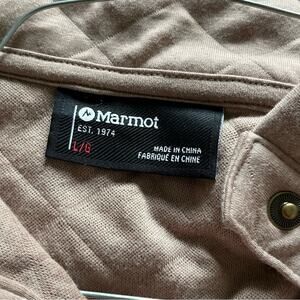 Marmot
EST. 1974
L/G
MADE IN CHINA
FABRIQUÉ EN CHINE